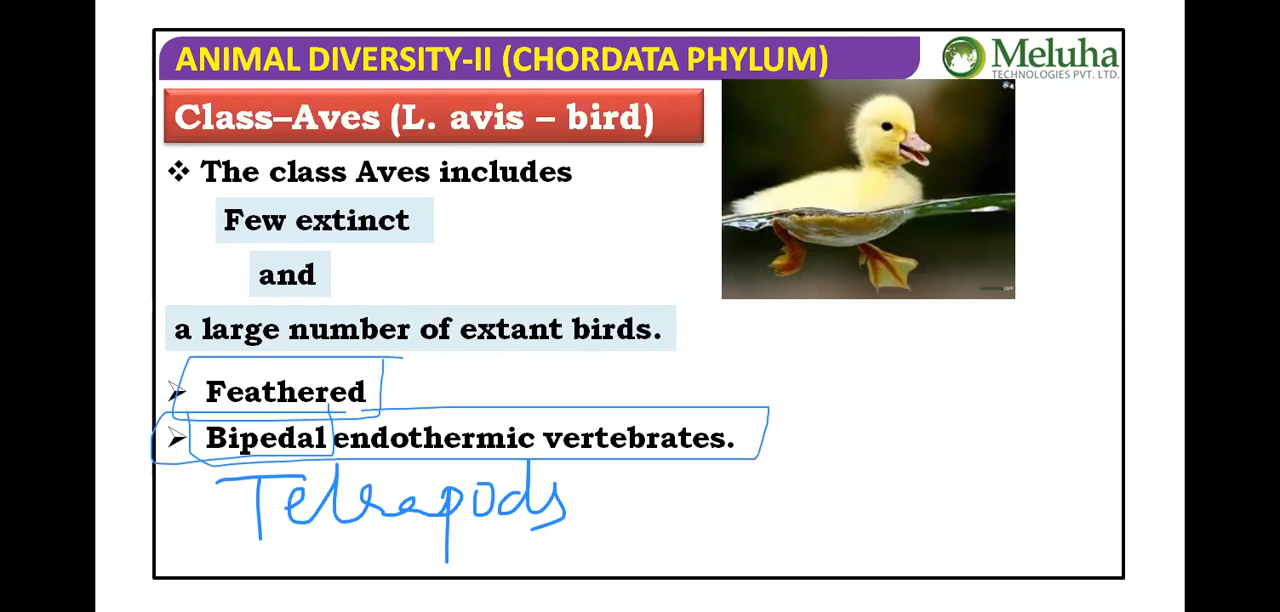 ANIMAL DIVERSITY-II (CHORDATA PHYLUM)
Meluha
TECHNOLOGIES PVT. LTD.
Class–Aves (L. avis – bird)
❖ The class Aves includes
Few extinct
and
a large number of extant birds.
➢ Feathered
➢ Bipedal endothermic vertebrates.
Tetrapods